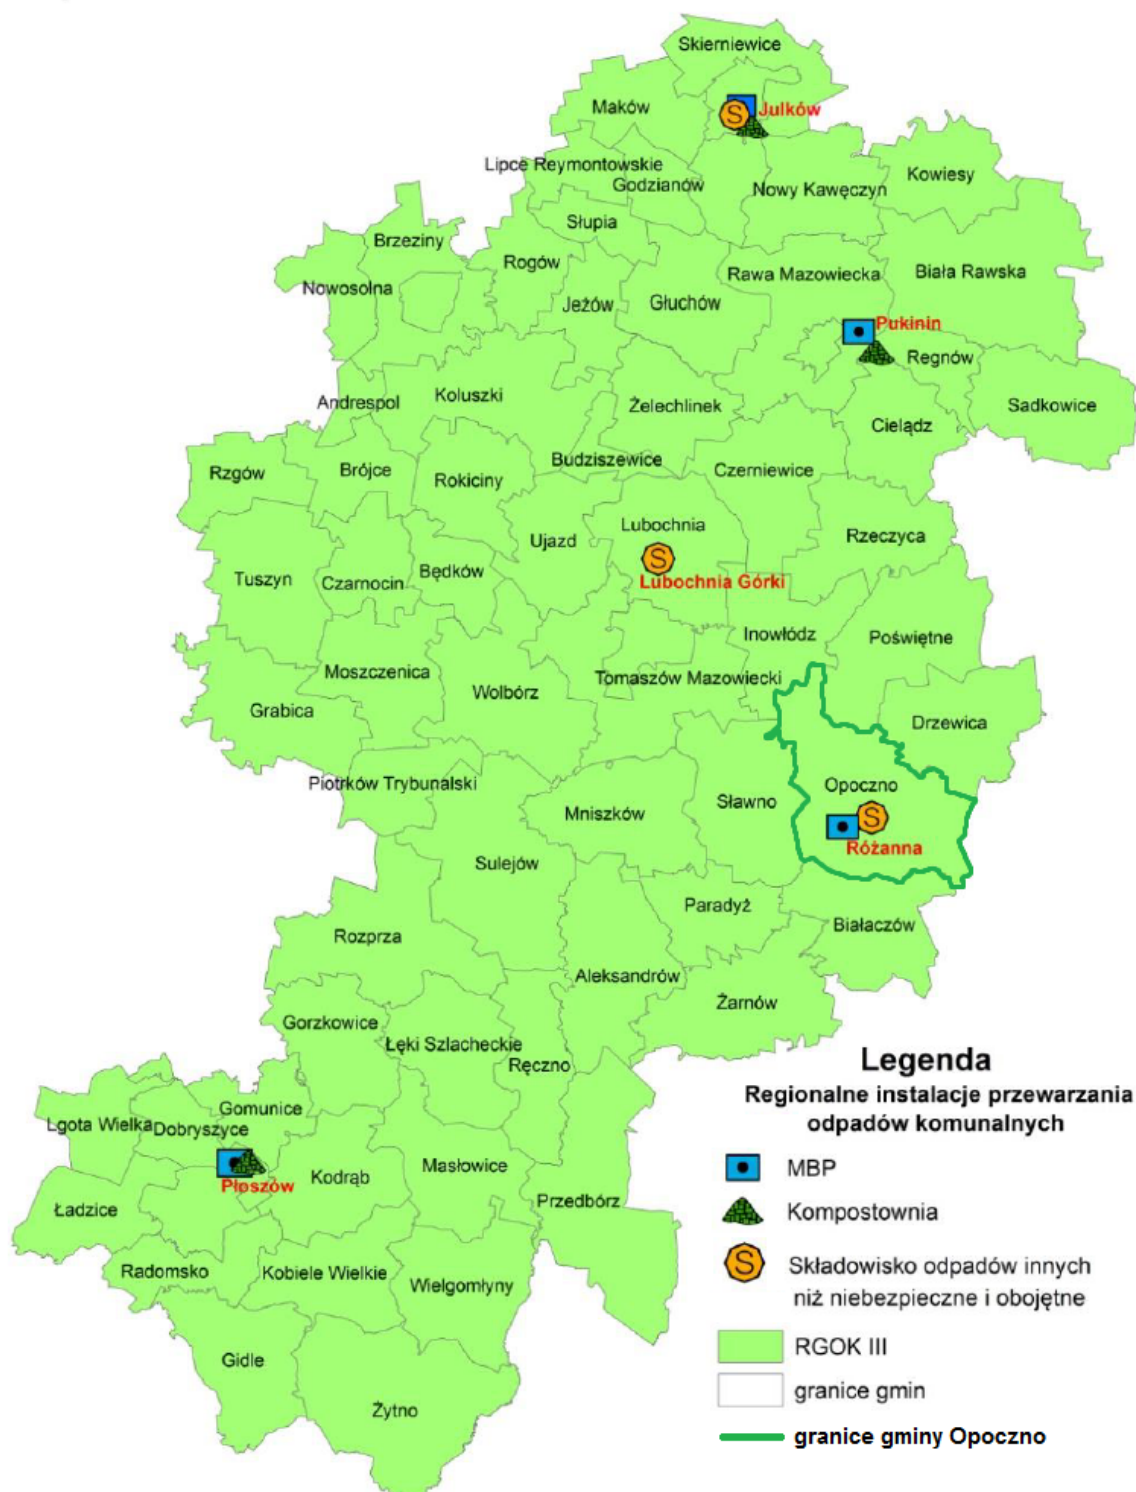 Skierniewice
Maków
S
Julków
Lipce Reymontowskie
Godzianów
Nowy Kawęczyn
Kowiesy
Słupia
Brzeziny
Rogów
Rawa Mazowiecka
Biała Rawska
Nowosolna
Jeżów
Głuchów
Pukinin
Regnów
Koluszki
Andrespol
Żelechlinek
Sadkowice
Cielądz
Rzgów
Brójce
Budziszewice
Czerniewice
Rokiciny
Lubochnia
Ujazd
Rzeczyca
Tuszyn
Czarnocin
Będków
S
Lubochnia Górki
Inowłódz
Poświętne
Moszczenica
Tomaszów Mazowiecki
Wolbórz
Grabica
Drzewica
Piotrków Trybunalski
Opoczno
Sławno
Mniszków
S
Różanna
Sulejów
Paradyż
Białaczów
Rozprza
Aleksandrów
Żarnów
Gorzkowice
Łęki Szlacheckie
Ręczno
Gomunice
Lgota Wielka
Dobryszyce
Masłowice
Kodrąb
Płoszów
Przedbórz
Ładzice
Radomsko
Kobiele Wielkie
Wielgomłyny
Gidle
Żytno
Legenda
Regionalne instalacje przewarzania
odpadów komunalnych
MBP
Kompostownia
S
Składowisko odpadów innych
niż niebezpieczne i obojętne
RGOK III
granice gmin
granice gminy Opoczno